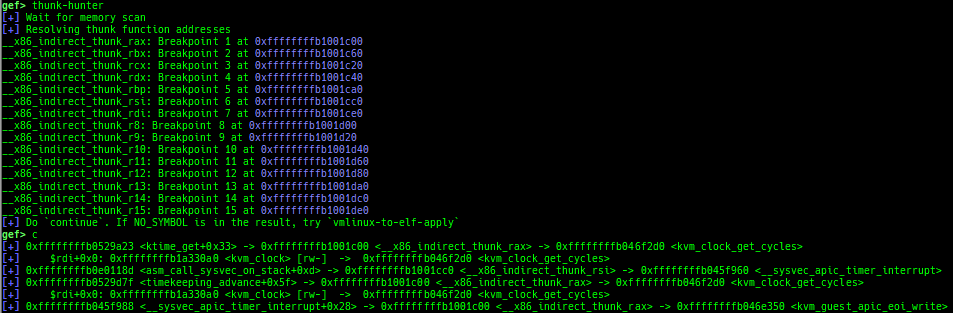 gef> thunk-hunter
[+] Wait for memory scan
[+] Resolving thunk function addresses
__x86_indirect_thunk_rax: Breakpoint 1 at 0xffffffffb1001c00
__x86_indirect_thunk_rbx: Breakpoint 2 at 0xffffffffb1001c60
__x86_indirect_thunk_rcx: Breakpoint 3 at 0xffffffffb1001c20
__x86_indirect_thunk_rdx: Breakpoint 4 at 0xffffffffb1001c40
__x86_indirect_thunk_rbp: Breakpoint 5 at 0xffffffffb1001ca0
__x86_indirect_thunk_rsi: Breakpoint 6 at 0xffffffffb1001cc0
__x86_indirect_thunk_rdi: Breakpoint 7 at 0xffffffffb1001ce0
__x86_indirect_thunk_r8: Breakpoint 8 at 0xffffffffb1001d00
__x86_indirect_thunk_r9: Breakpoint 9 at 0xffffffffb1001d20
__x86_indirect_thunk_r10: Breakpoint 10 at 0xffffffffb1001d40
__x86_indirect_thunk_r11: Breakpoint 11 at 0xffffffffb1001d60
__x86_indirect_thunk_r12: Breakpoint 12 at 0xffffffffb1001d80
__x86_indirect_thunk_r13: Breakpoint 13 at 0xffffffffb1001da0
__x86_indirect_thunk_r14: Breakpoint 14 at 0xffffffffb1001dc0
__x86_indirect_thunk_r15: Breakpoint 15 at 0xffffffffb1001de0
[+] Do `continue`. If NO_SYMBOL is in the result, try `vmlinux-to-elf-apply`
gef> c
[+] 0xffffffffb0529a23 <ktime_get+0x33> -> 0xffffffffb1001c00 <__x86_indirect_thunk_rax> -> 0xffffffffb046f2d0 <kvm_clock_get_cycles>
[+]     $rdi+0x0: 0xffffffffb1a330a0 <kvm_clock> [rw-]  ->  0xffffffffb046f2d0 <kvm_clock_get_cycles>
[+] 0xffffffffb0e0118d <asm_call_sysvec_on_stack+0xd> -> 0xffffffffb1001cc0 <__x86_indirect_thunk_rsi> -> 0xffffffffb045f960 <__sysvec_apic_timer_interrupt>
[+] 0xffffffffb0529d7f <timekeeping_advance+0x5f> -> 0xffffffffb1001c00 <__x86_indirect_thunk_rax> -> 0xffffffffb046f2d0 <kvm_clock_get_cycles>
[+]     $rdi+0x0: 0xffffffffb1a330a0 <kvm_clock> [rw-]  ->  0xffffffffb046f2d0 <kvm_clock_get_cycles>
[+] 0xffffffffb045f988 <__sysvec_apic_timer_interrupt+0x28> -> 0xffffffffb1001c00 <__x86_indirect_thunk_rax> -> 0xffffffffb046e350 <kvm_guest_apic_eoi_write>